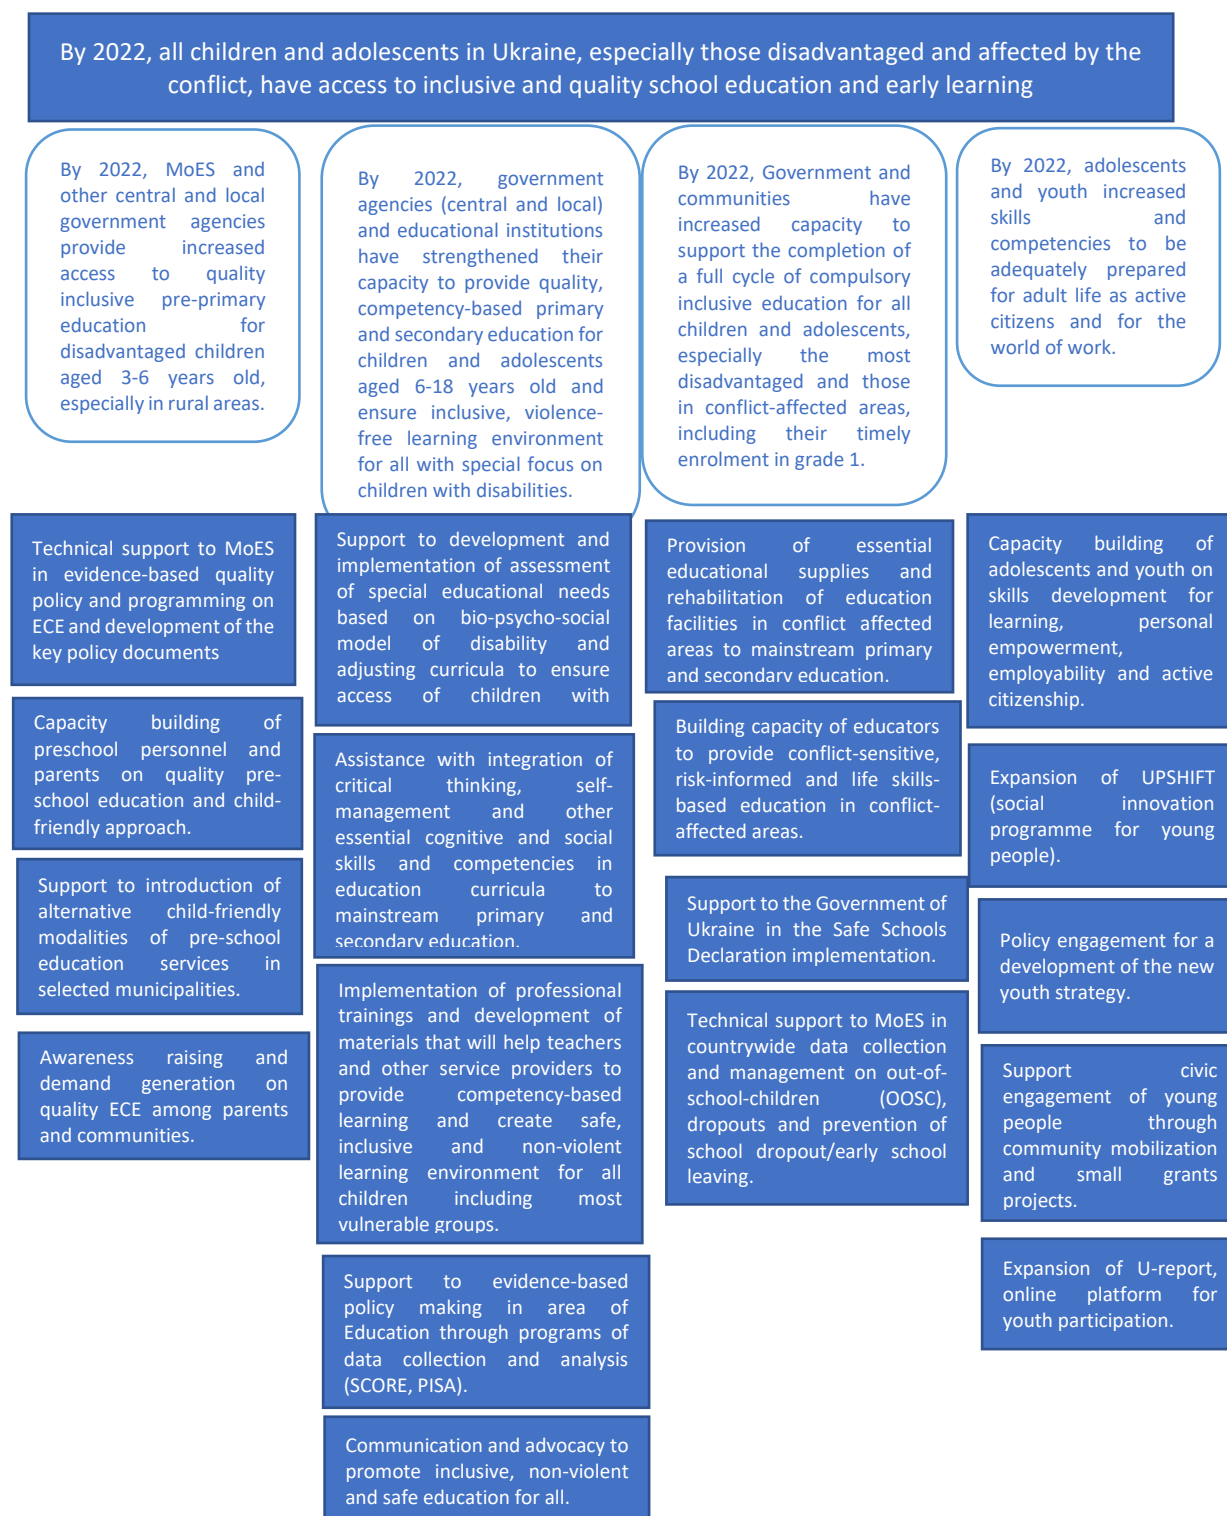 By 2022, all children and adolescents in Ukraine, especially those disadvantaged and affected by the
conflict, have access to inclusive and quality school education and early learning
By 2022, MoES and
other central and local
government agencies
provide increased
access to quality
inclusive pre-primary
education for
disadvantaged children
aged 3-6 years old,
especially in rural areas.
By 2022, government
agencies (central and local)
and educational institutions
have strengthened their
capacity to provide quality,
competency-based primary
and secondary education for
children and adolescents
aged 6-18 years old and
ensure inclusive, violence-
free learning environment
for all with special focus on
children with disabilities.
By 2022, Government and
communities have
increased capacity to
support the completion of
a full cycle of compulsory
inclusive education for all
children and adolescents,
especially the most
disadvantaged and those
in conflict-affected areas,
including their timely
enrolment in grade 1.
By 2022, adolescents
and youth increased
skills and
competencies to be
adequately prepared
for adult life as active
citizens and for the
world of work.
Technical support to MoES
in evidence-based quality
policy and programming on
ECE and development of the
key policy documents
Capacity building of
preschool personnel and
parents on quality pre-
school education and child-
friendly approach.
Support to introduction of
alternative child-friendly
modalities of pre-school
education services in
selected municipalities.
Awareness raising and
demand generation on
quality ECE among parents
and communities.
Support to development and
implementation of assessment
of special educational needs
based on bio-psycho-social
model of disability and
adjusting curricula to ensure
access of children with
Assistance with integration of
critical thinking, self-
management and other
essential cognitive and social
skills and competencies in
education curricula to
mainstream primary and
secondary education.
Implementation of professional
trainings and development of
materials that will help teachers
and other service providers to
provide competency-based
learning and create safe,
inclusive and non-violent
learning environment for all
children including most
vulnerable groups.
Support to evidence-based
policy making in area of
Education through programs of
data collection and analysis
(SCORE, PISA).
Communication and advocacy to
promote inclusive, non-violent
and safe education for all.
Provision of essential
educational supplies and
rehabilitation of education
facilities in conflict affected
areas to mainstream primary
and secondary education.
Building capacity of educators
to provide conflict-sensitive,
risk-informed and life skills-
based education in conflict-
affected areas.
Support to the Government of
Ukraine in the Safe Schools
Declaration implementation.
Technical support to MoES in
countrywide data collection
and management on out-of-
school-children (OOSC),
dropouts and prevention of
school dropout/early school
leaving.
Capacity building of
adolescents and youth on
skills development for
learning, personal
empowerment,
employability and active
citizenship.
Expansion of UPSHIFT
(social innovation
programme for young
people).
Policy engagement for a
development of the new
youth strategy.
Support civic
engagement of young
people through
community mobilization
and small grants
projects.
Expansion of U-report,
online platform for
youth participation.